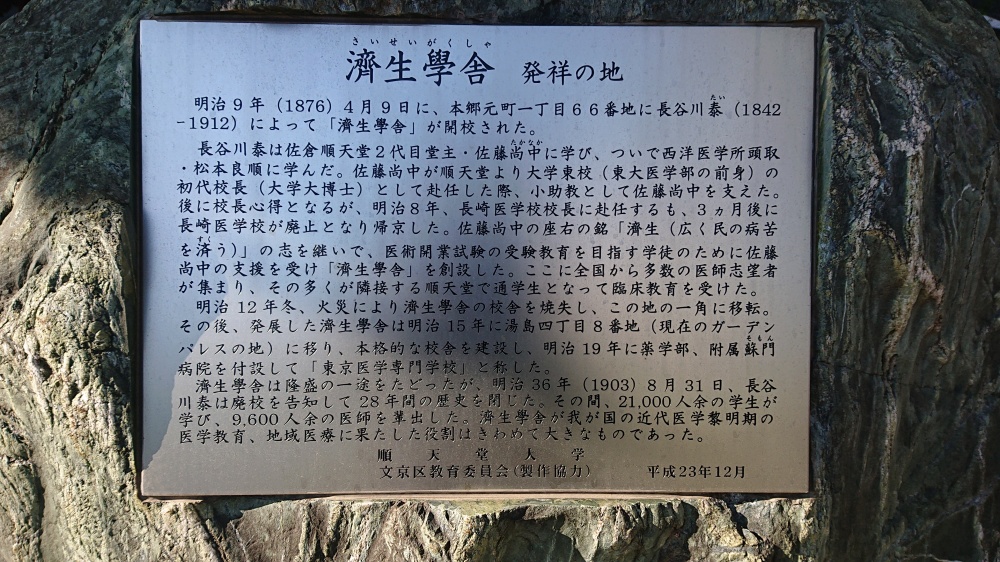 さいせいがくしゃ
濟生學舎 発祥の地
明治9年（1876）4月9日に、本郷元町一丁目66番地に長谷川泰（1842
たい
-1912）によって「濟生學舎」が開校された。
たかなか
長谷川泰は佐倉順天堂2代目堂主・佐藤尚中に学び、ついで西洋医学所頭取
・松本良順に学んだ。佐藤尚中が順天堂より大学東校（東大医学部の前身）の
初代校長（大学大博士）として赴任した際、小助教として佐藤尚中を支えた。
後に校長心得となるが、明治8年、長崎医学校校長に赴任するも、3ヵ月後に
長崎医学校が廃止となり帰京した。佐藤尚中の座右の銘「濟生（広く民の病苦
すく
を済う）」の志を継いで、医術開業試験の受験教育を目指す学徒のために佐藤
尚中の支援を受け「濟生學舎」を創設した。ここに全国から多数の医師志望者
が集まり、その多くが隣接する順天堂で通学生となって臨床教育を受けた。
明治12年冬、火災により濟生學舎の校舎を焼失し、この地の一角に移転。
その後、発展した濟生學舎は明治15年に湯島四丁目8番地（現在のガーデン
そもん
パレスの地）に移り、本格的な校舎を建設し、明治19年に薬学部、附属蘇門
病院を付設して「東京医学専門学校」と称した。
濟生學舎は隆盛の一途をたどったが、明治36年（1903）8月31日、長谷
川泰は廃校を告知して28年間の歴史を閉じた。その間、21,000人余の学生が
学び、9,600人余の医師を輩出した。濟生學舎が我が国の近代医学黎明期の
医学教育、地域医療に果たした役割はきわめて大きなものであった。
順天堂大学
文京区教育委員会（製作協力） 平成23年12月